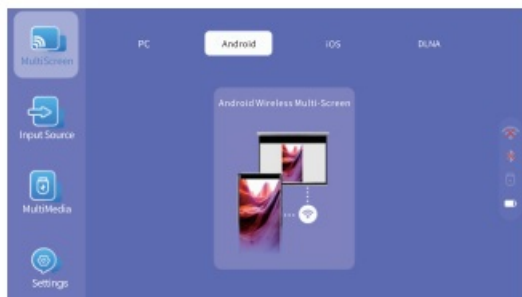 MultiScreen
PC
Android
iOS
DLNA
Android Wireless Multi-Screen
Input Source
MultiMedia
Settings